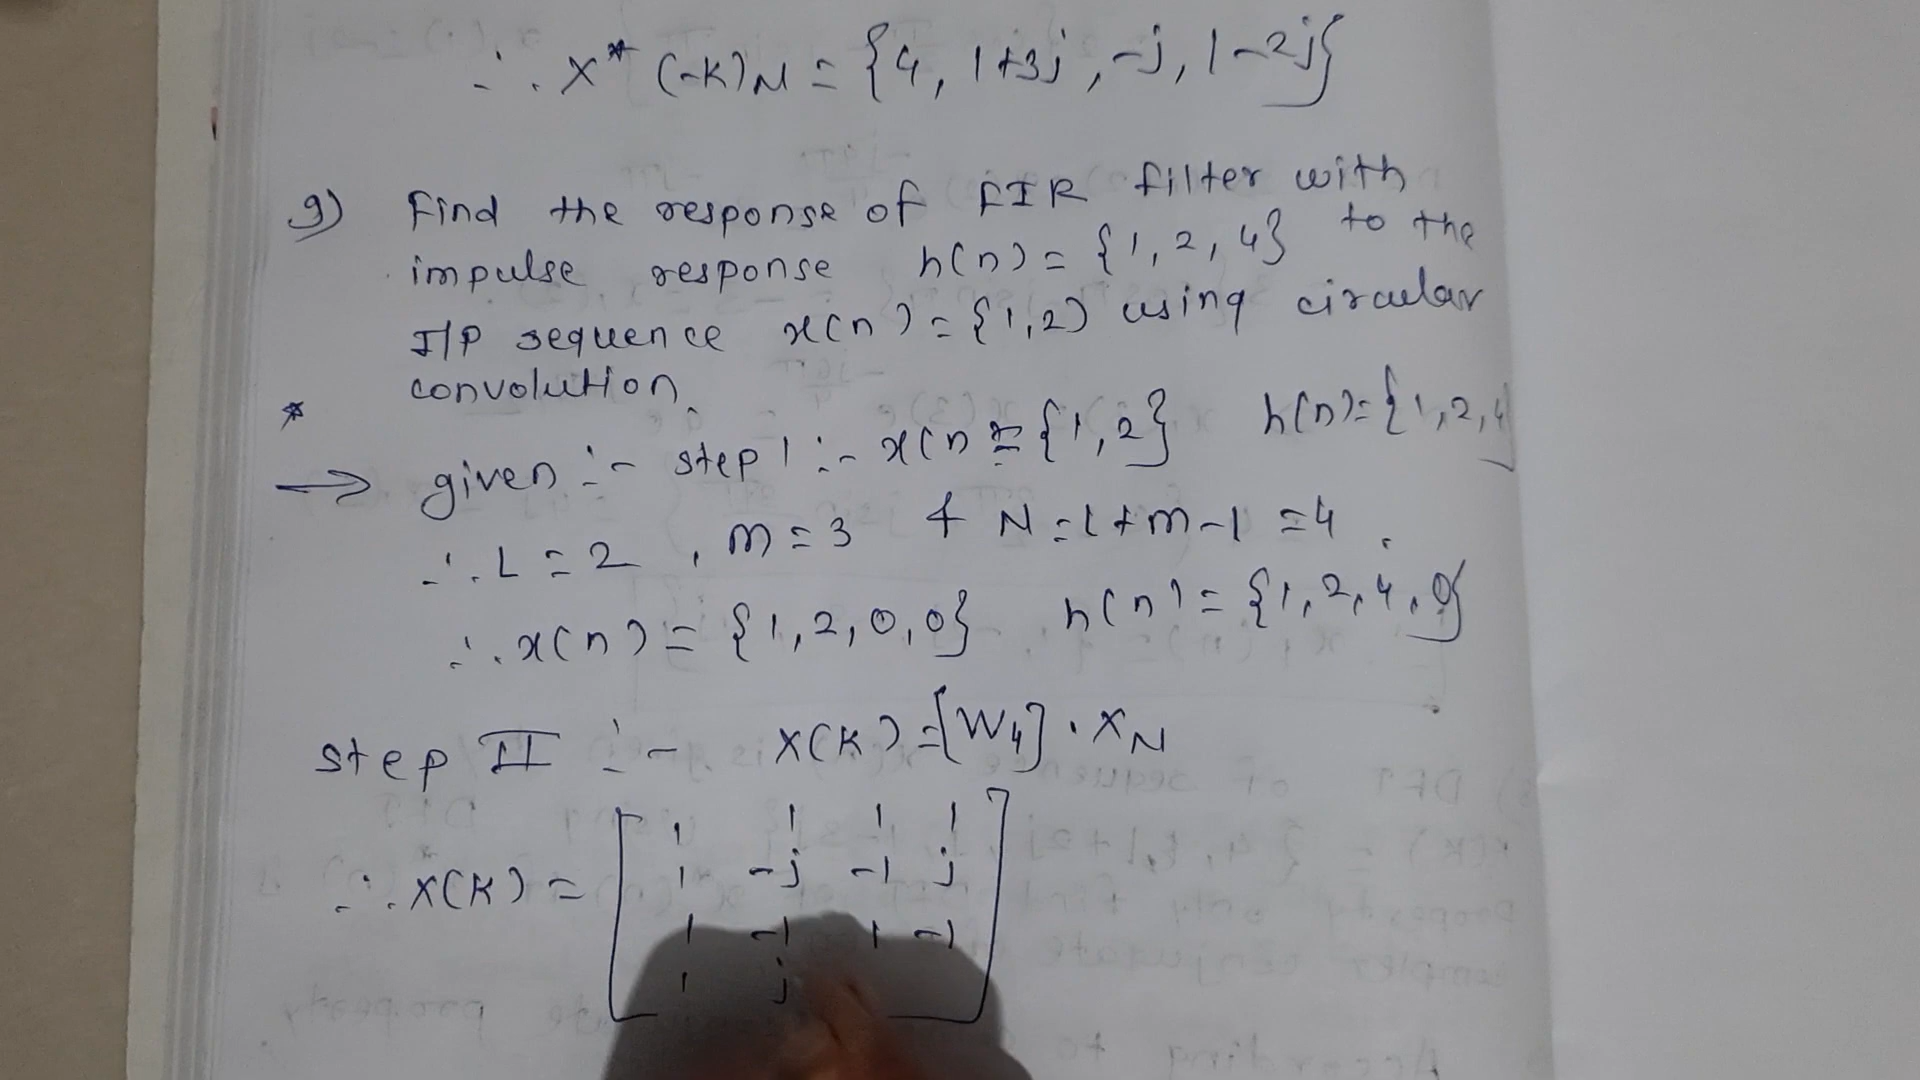 ∴ X* (-K)N = {4, 1+3j, -j, 1-2j}
9) Find the response of FIR filter with
impulse response h(n) = {1, 2, 4} to the
I/P sequence x(n) = {1,2) using circular
convolution.
*
→ given :- step 1 :- x(n = {1,2} h(n) = {1,2,4
∴ L = 2 , m = 3 & N = L+m-1 = 4
∴ x(n) = {1,2,0,0} h(n) = {1,2,4,0}
step II :- X(K) = [W4] . XN
1 1 1 1
∴ X(K) = [ 1 -j -1 j ]
1 -1 1 -1
1 j